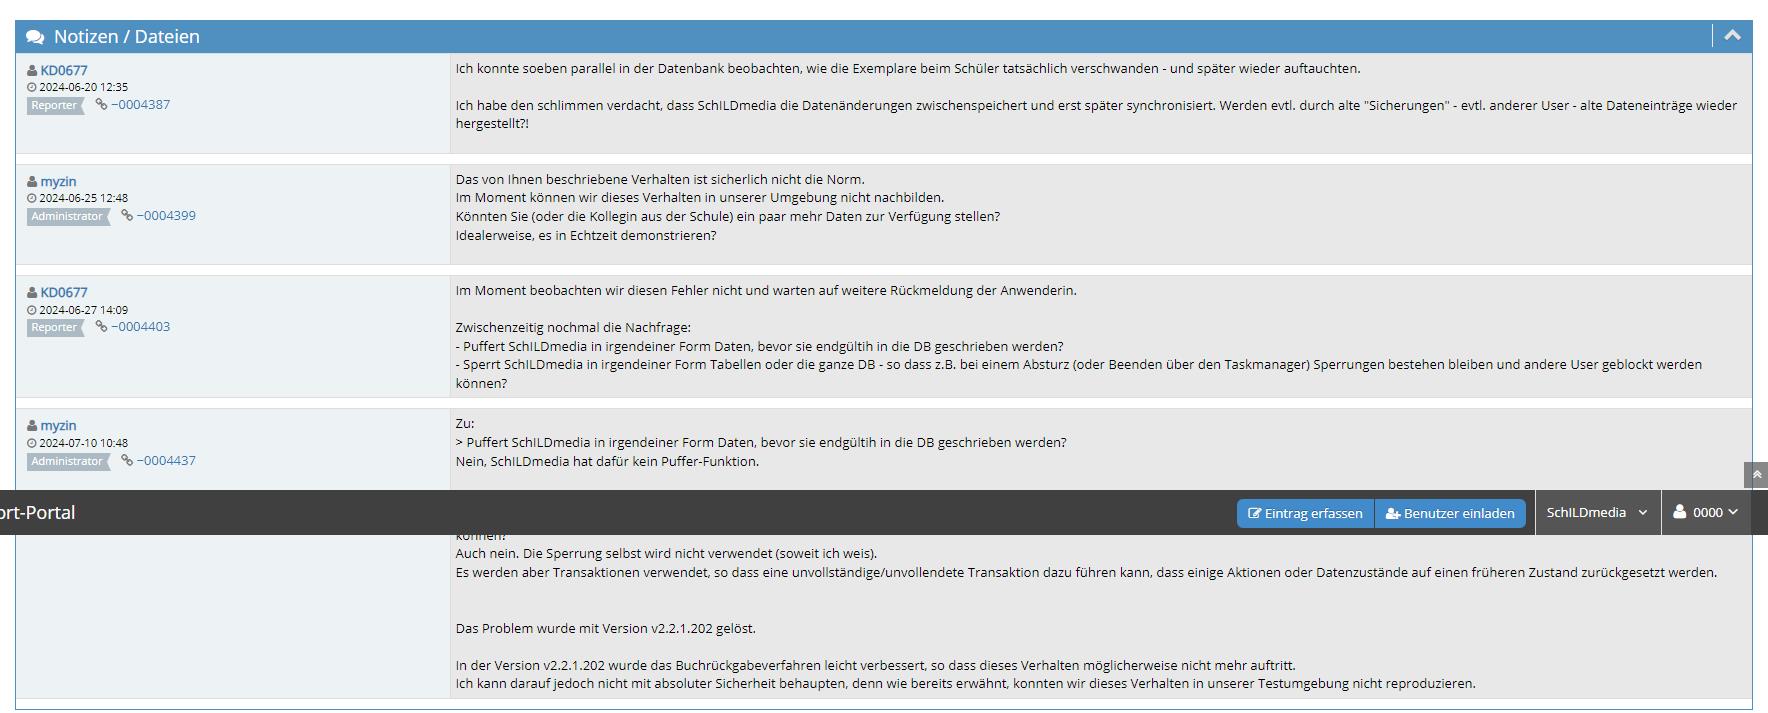 Notizen / Dateien
KD0677
2024-06-20 12:35
Reporter −0004387
Ich konnte soeben parallel in der Datenbank beobachten, wie die Exemplare beim Schüler tatsächlich verschwanden - und später wieder auftauchten.
Ich habe den schlimmen verdacht, dass SchILDmedia die Datenänderungen zwischenspeichert und erst später synchronisiert. Werden evtl. durch alte "Sicherungen" - evtl. anderer User - alte Dateneinträge wieder
hergestellt?!
myzin
2024-06-25 12:48
Administrator −0004399
Das von Ihnen beschriebene Verhalten ist sicherlich nicht die Norm.
Im Moment können wir dieses Verhalten in unserer Umgebung nicht nachbilden.
Könnten Sie (oder die Kollegin aus der Schule) ein paar mehr Daten zur Verfügung stellen?
Idealerweise, es in Echtzeit demonstrieren?
KD0677
2024-06-27 14:09
Reporter −0004403
Im Moment beobachten wir diesen Fehler nicht und warten auf weitere Rückmeldung der Anwenderin.
Zwischenzeitig nochmal die Nachfrage:
- Puffert SchILDmedia in irgendeiner Form Daten, bevor sie endgültih in die DB geschrieben werden?
- Sperrt SchILDmedia in irgendeiner Form Tabellen oder die ganze DB - so dass z.B. bei einem Absturz (oder Beenden über den Taskmanager) Sperrungen bestehen bleiben und andere User geblockt werden
können?
myzin
2024-07-10 10:48
Administrator −0004437
Zu:
> Puffert SchILDmedia in irgendeiner Form Daten, bevor sie endgültih in die DB geschrieben werden?
Nein, SchILDmedia hat dafür kein Puffer-Funktion.
ort-Portal
Eintrag erfassen Benutzer einladen SchILDmedia 0000
können?
Auch nein. Die Sperrung selbst wird nicht verwendet (soweit ich weis).
Es werden aber Transaktionen verwendet, so dass eine unvollständige/unvollendete Transaktion dazu führen kann, dass einige Aktionen oder Datenzustände auf einen früheren Zustand zurückgesetzt werden.
Das Problem wurde mit Version v2.2.1.202 gelöst.
In der Version v2.2.1.202 wurde das Buchrückgabeverfahren leicht verbessert, so dass dieses Verhalten möglicherweise nicht mehr auftritt.
Ich kann darauf jedoch nicht mit absoluter Sicherheit behaupten, denn wie bereits erwähnt, konnten wir dieses Verhalten in unserer Testumgebung nicht reproduzieren.